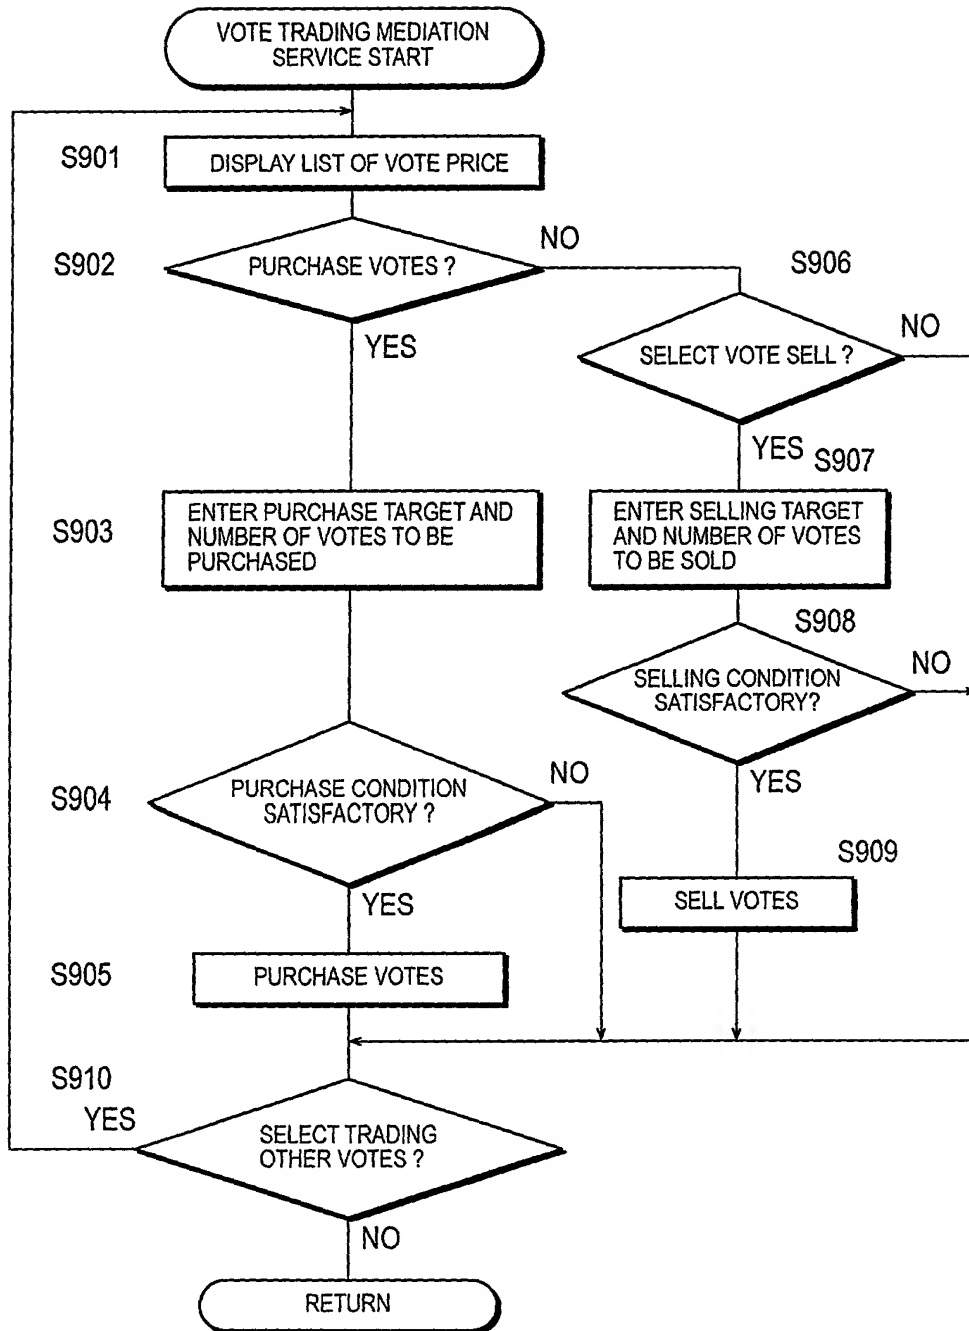 VOTE TRADING MEDIATION
SERVICE START
S901
DISPLAY LIST OF VOTE PRICE
S902
PURCHASE VOTES ?
NO
YES
S906
SELECT VOTE SELL ?
NO
YES
S907
S903
ENTER PURCHASE TARGET AND
NUMBER OF VOTES TO BE
PURCHASED
ENTER SELLING TARGET
AND NUMBER OF VOTES
TO BE SOLD
S908
SELLING CONDITION
SATISFACTORY?
NO
YES
S904
PURCHASE CONDITION
SATISFACTORY ?
NO
YES
S909
SELL VOTES
S905
PURCHASE VOTES
S910
YES
SELECT TRADING
OTHER VOTES ?
NO
RETURN